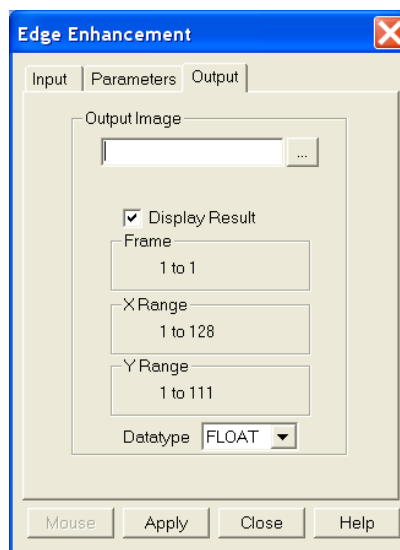 Edge Enhancement
Input Parameters Output
Output Image
...
Display Result
Frame
1 to 1
X Range
1 to 128
Y Range
1 to 111
Datatype FLOAT
Mouse Apply Close Help